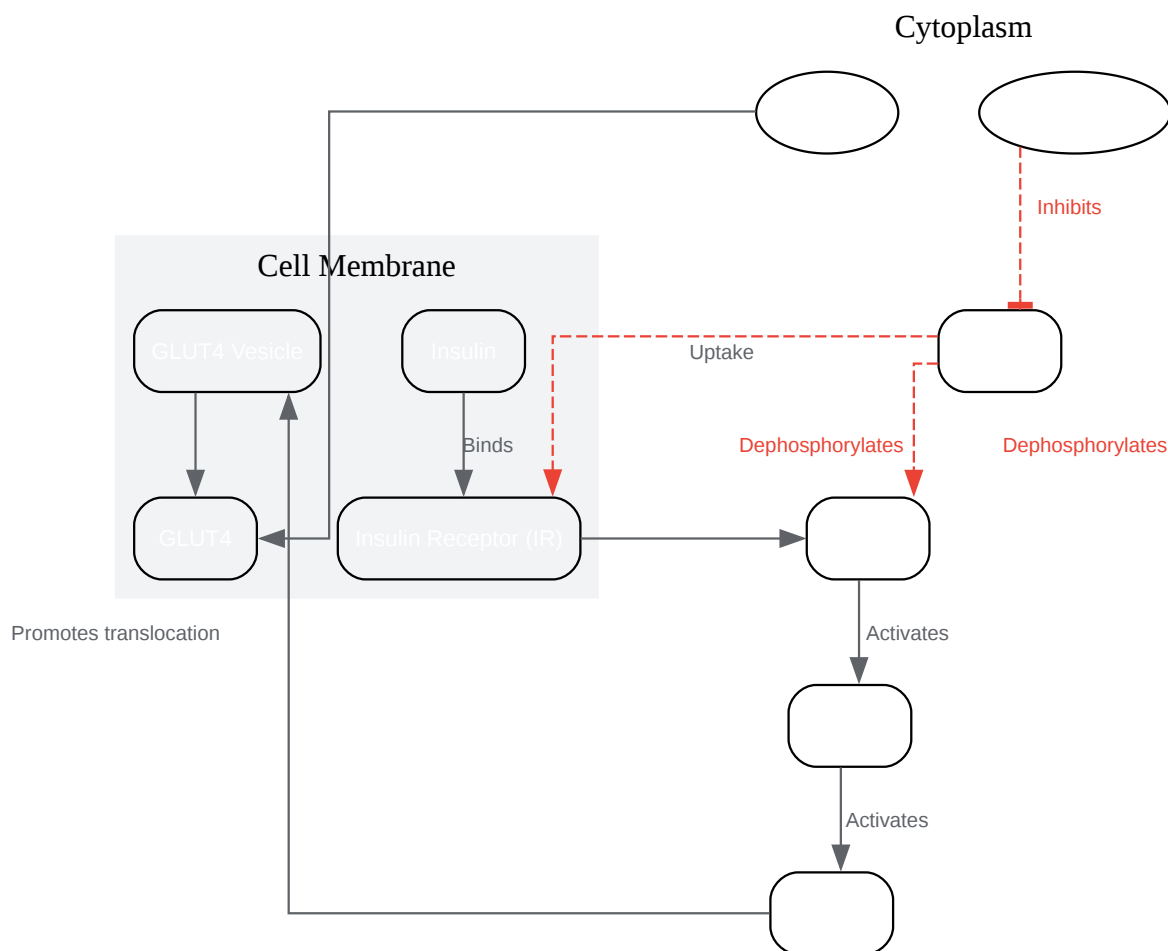 Cytoplasm
Inhibits
Cell Membrane
GLUT4 Vesicle
Insulin
Uptake
Binds
Dephosphorylates
Dephosphorylates
GLUT4
Insulin Receptor (IR)
Promotes translocation
Activates
Activates